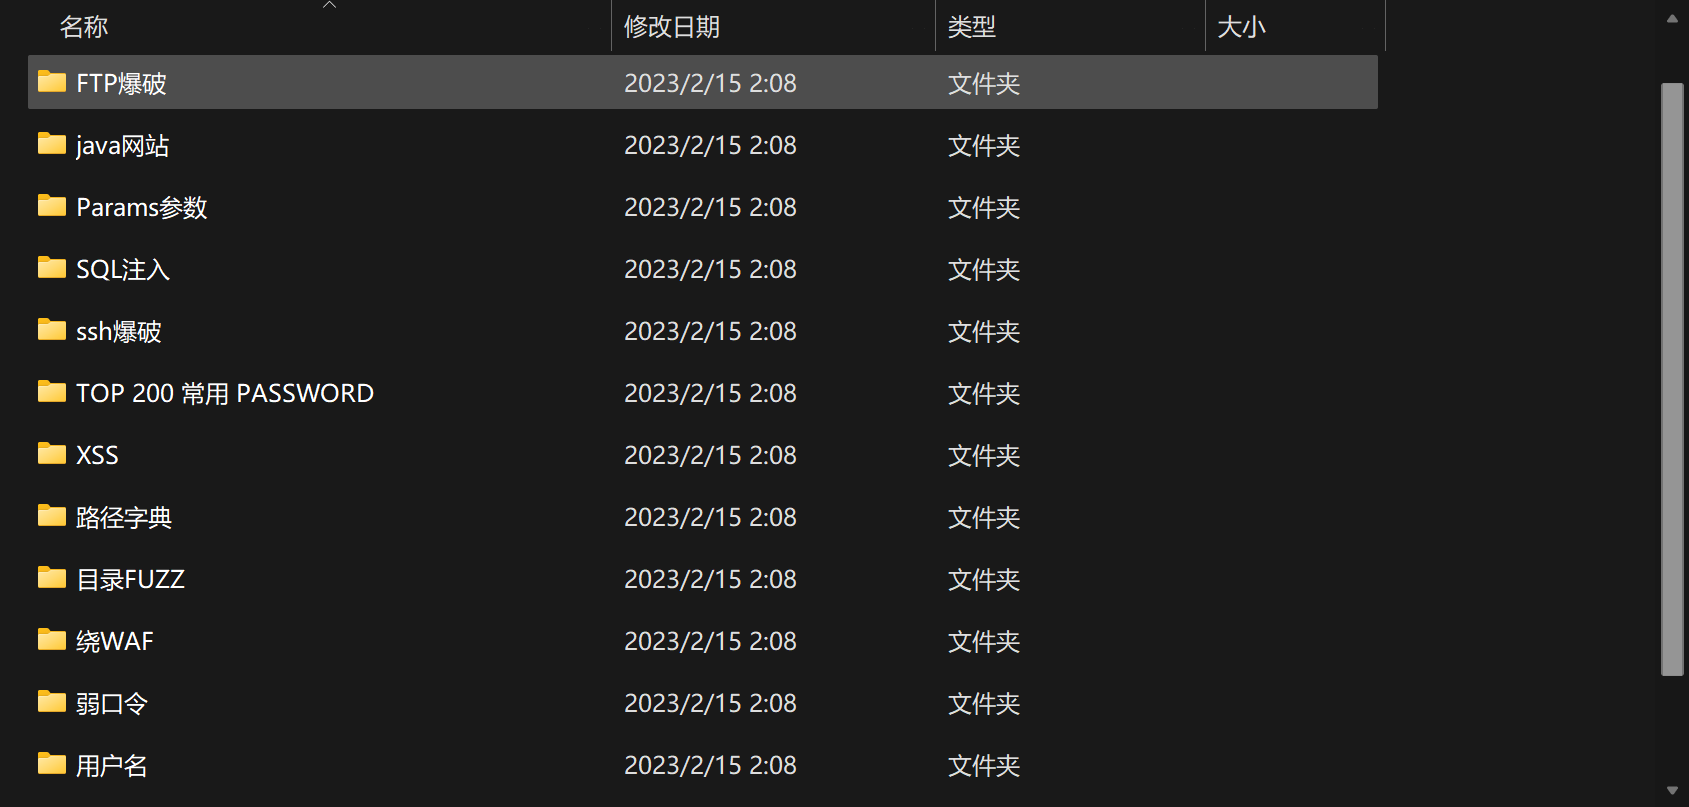 名称 修改日期 类型 大小
FTP爆破 2023/2/15 2:08 文件夹
java网站 2023/2/15 2:08 文件夹
Params参数 2023/2/15 2:08 文件夹
SQL注入 2023/2/15 2:08 文件夹
ssh爆破 2023/2/15 2:08 文件夹
TOP 200 常用 PASSWORD 2023/2/15 2:08 文件夹
XSS 2023/2/15 2:08 文件夹
路径字典 2023/2/15 2:08 文件夹
目录FUZZ 2023/2/15 2:08 文件夹
绕WAF 2023/2/15 2:08 文件夹
弱口令 2023/2/15 2:08 文件夹
用户名 2023/2/15 2:08 文件夹